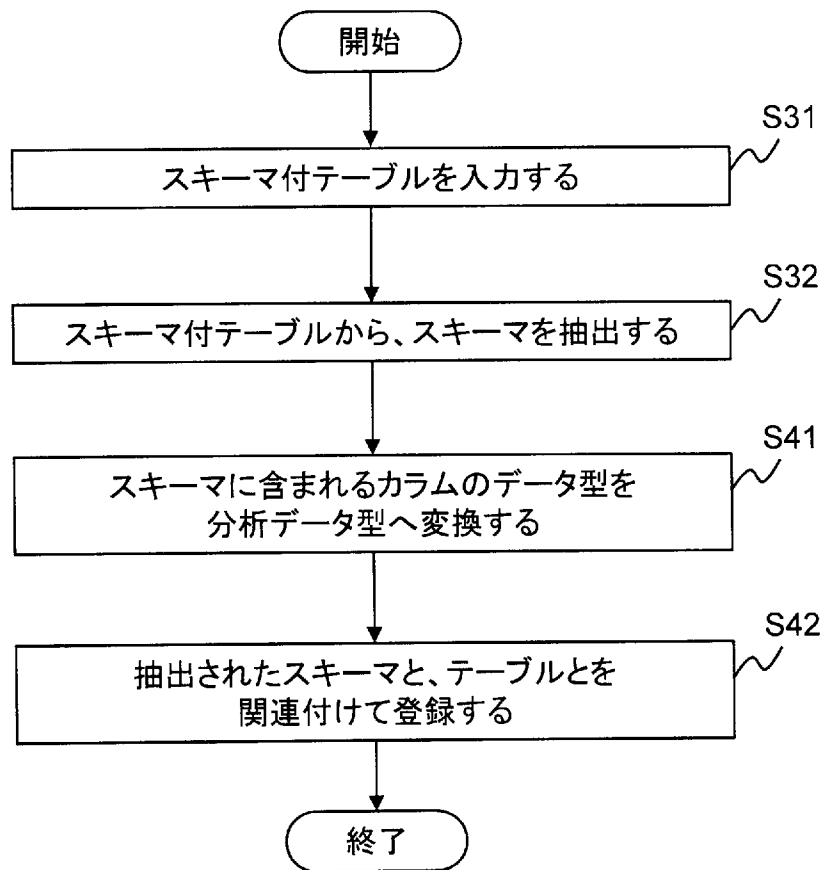 開始
S31
スキーマ付テーブルを入力する
S32
スキーマ付テーブルから、スキーマを抽出する
S41
スキーマに含まれるカラムのデータ型を
分析データ型へ変換する
S42
抽出されたスキーマと、テーブルとを
関連付けて登録する
終了